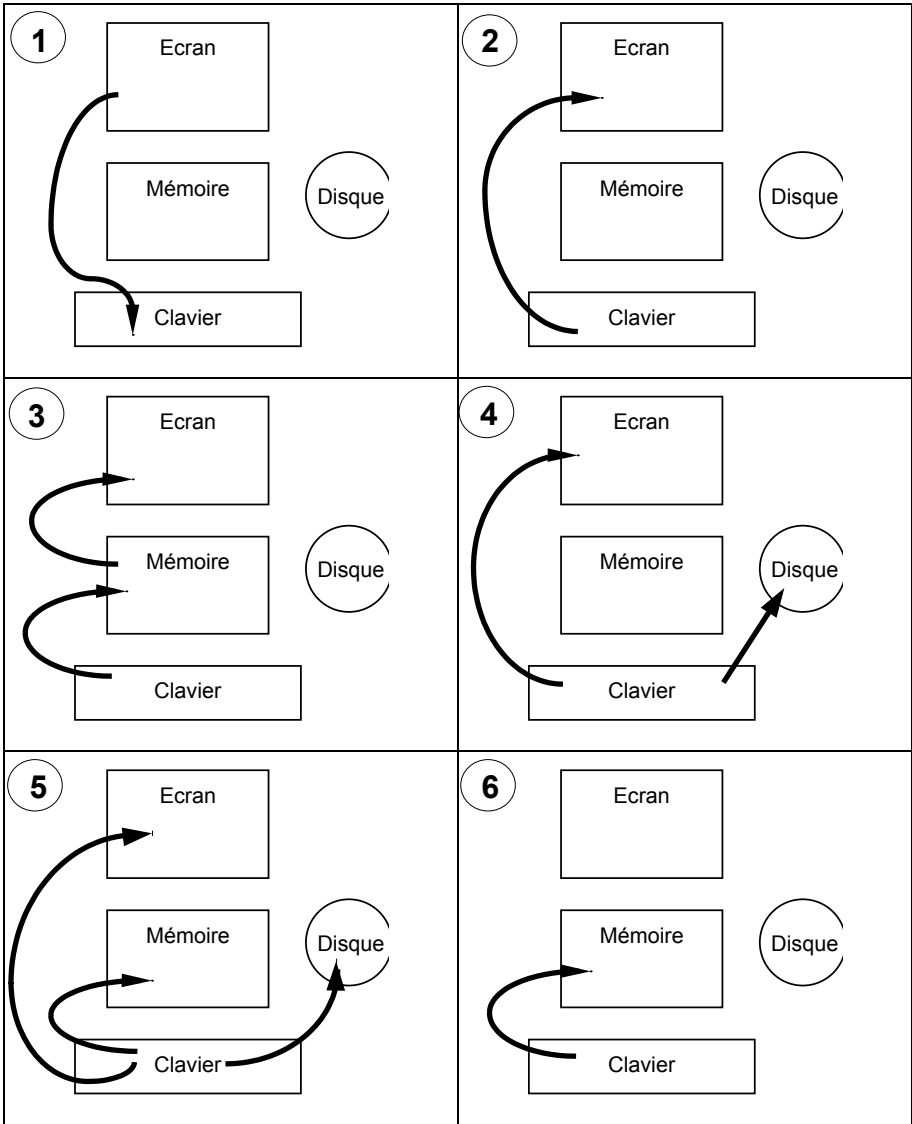 1
Ecran
Mémoire
Disque
Clavier
2
Ecran
Mémoire
Disque
Clavier
3
Ecran
Mémoire
Disque
Clavier
4
Ecran
Mémoire
Disque
Clavier
5
Ecran
Mémoire
Disque
Clavier
6
Ecran
Mémoire
Disque
Clavier